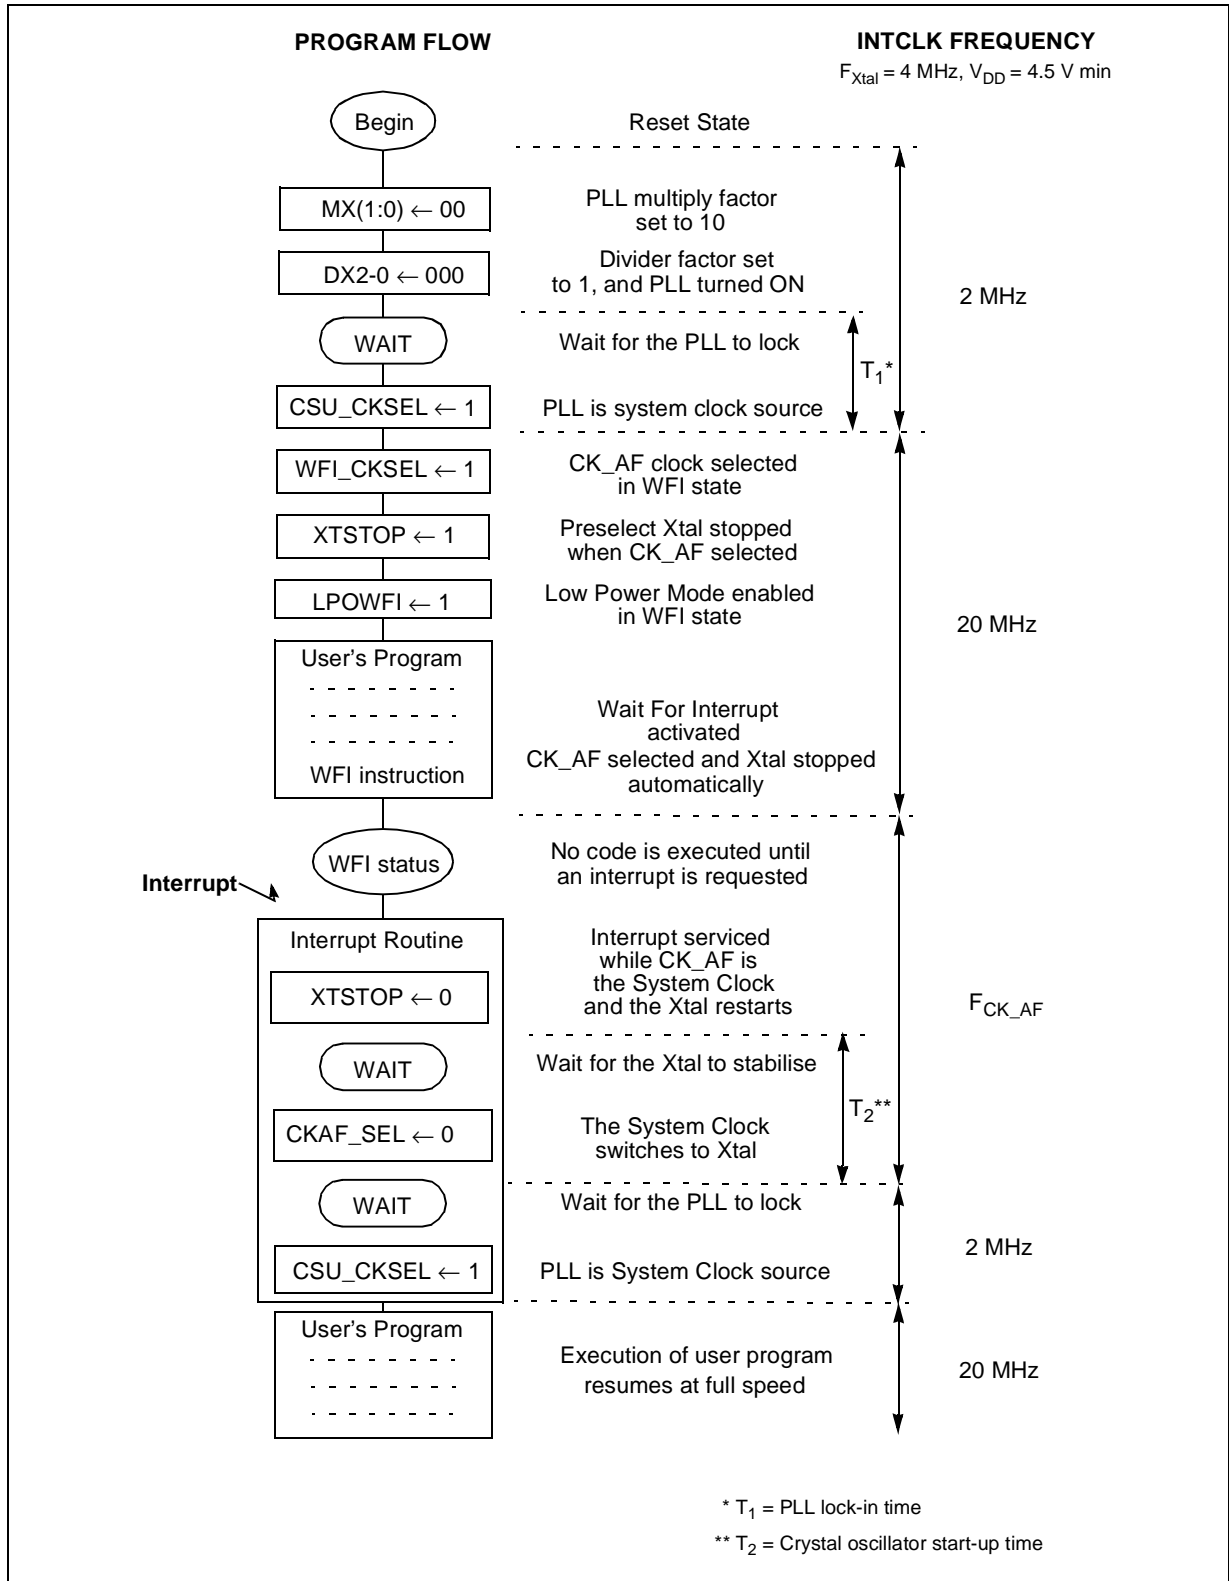 PROGRAM FLOW
INTCLK FREQUENCY
F_Xtal = 4 MHz, V_DD = 4.5 V min
Begin
Reset State
MX(1:0) ← 00
PLL multiply factor
set to 10
DX2-0 ← 000
Divider factor set
to 1, and PLL turned ON
2 MHz
WAIT
Wait for the PLL to lock
T_1*
CSU_CKSEL ← 1
PLL is system clock source
WFI_CKSEL ← 1
CK_AF clock selected
in WFI state
XTSTOP ← 1
Preselect Xtal stopped
when CK_AF selected
LPOWFI ← 1
Low Power Mode enabled
in WFI state
20 MHz
User's Program
WFI instruction
Wait For Interrupt
activated
CK_AF selected and Xtal stopped
automatically
WFI status
No code is executed until
an interrupt is requested
Interrupt
Interrupt Routine
XTSTOP ← 0
Interrupt serviced
while CK_AF is
the System Clock
and the Xtal restarts
F_CK_AF
WAIT
Wait for the Xtal to stabilise
T_2**
CKAF_SEL ← 0
The System Clock
switches to Xtal
WAIT
Wait for the PLL to lock
2 MHz
CSU_CKSEL ← 1
PLL is System Clock source
User's Program
Execution of user program
resumes at full speed
20 MHz
* T_1 = PLL lock-in time
** T_2 = Crystal oscillator start-up time